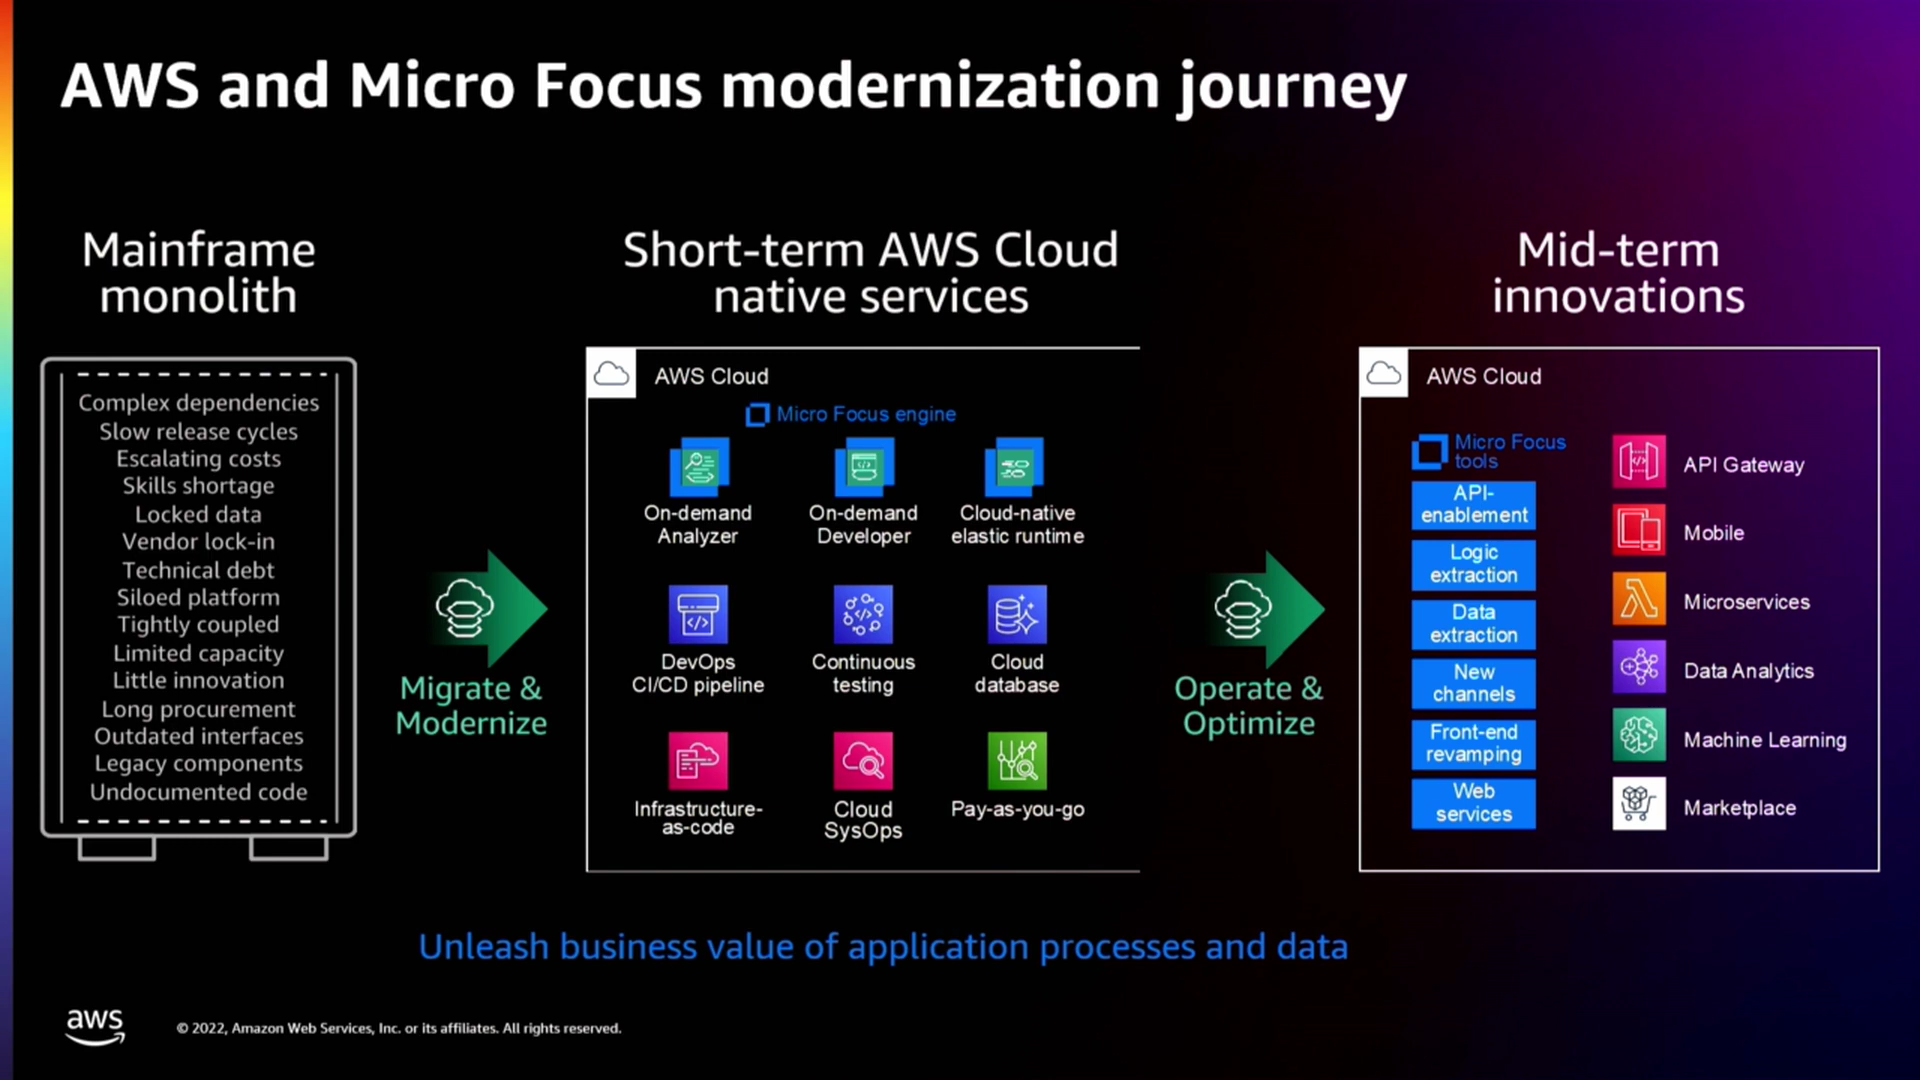 AWS and Micro Focus modernization journey
Mainframe
monolith
Complex dependencies
Slow release cycles
Escalating costs
Skills shortage
Locked data
Vendor lock-in
Technical debt
Siloed platform
Tightly coupled
Limited capacity
Little innovation
Long procurement
Outdated interfaces
Legacy components
Undocumented code
Migrate &
Modernize
Short-term AWS Cloud
native services
AWS Cloud
Micro Focus engine
On-demand
Analyzer
On-demand
Developer
Cloud-native
elastic runtime
DevOps
CI/CD pipeline
Continuous
testing
Cloud
database
Infrastructure-
as-code
Cloud
SysOps
Pay-as-you-go
Operate &
Optimize
Mid-term
innovations
AWS Cloud
Micro Focus
tools
API-
enablement
Logic
extraction
Data
extraction
New
channels
Front-end
revamping
Web
services
API Gateway
Mobile
Microservices
Data Analytics
Machine Learning
Marketplace
Unleash business value of application processes and data
aws
© 2022, Amazon Web Services, Inc. or its affiliates. All rights reserved.